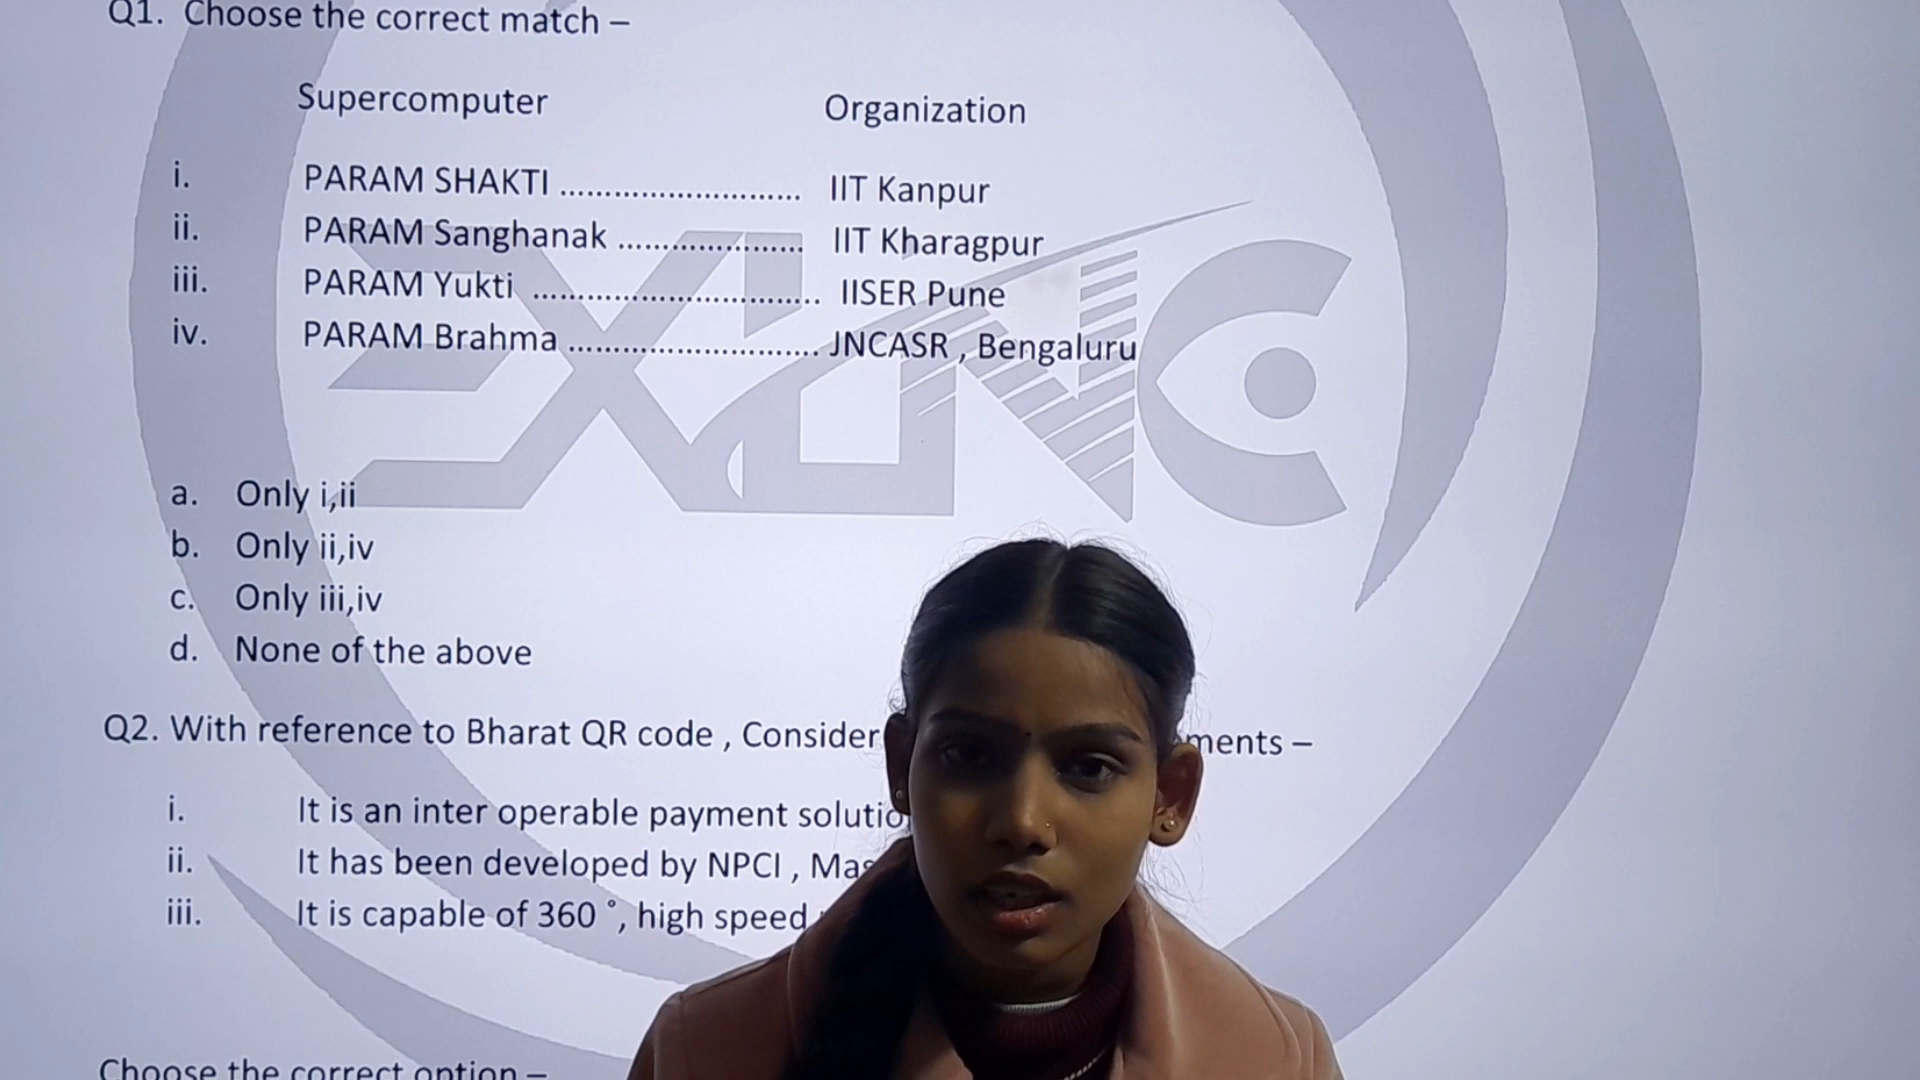 Q1. Choose the correct match –
Supercomputer Organization
i. PARAM SHAKTI ........................... IIT Kanpur
ii. PARAM Sanghanak ..................... IIT Kharagpur
iii. PARAM Yukti ................................. IISER Pune
iv. PARAM Brahma ............................ JNCASR , Bengaluru
a. Only i,ii
b. Only ii,iv
c. Only iii,iv
d. None of the above
Q2. With reference to Bharat QR code , Consider –
i. It is an inter operable payment
ii. It has been developed by NPCI ,
iii. It is capable of 360 °, high speed
Choose the correct option –